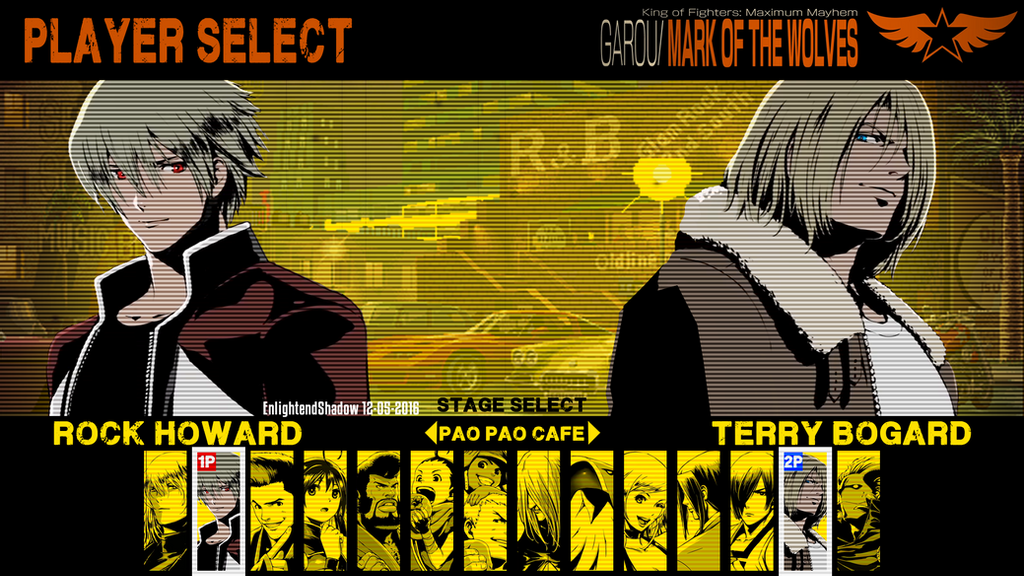 PLAYER SELECT
King of Fighters: Maximum Mayhem
GAROU/ MARK OF THE WOLVES
R&B
EnlightendShadow 12-05-2016
STAGE SELECT
ROCK HOWARD
PAO PAO CAFE
TERRY BOGARD
1P
2P